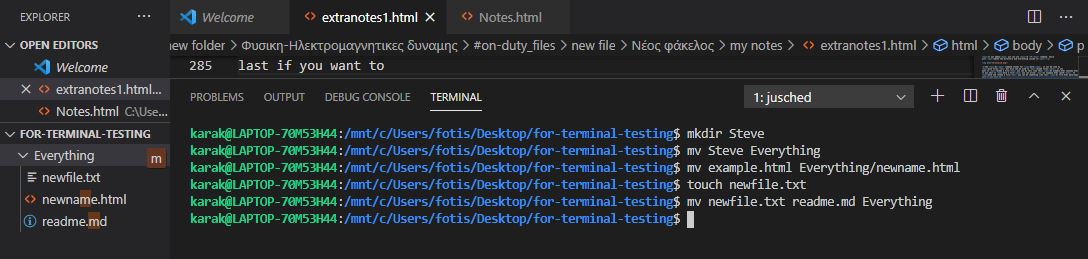 EXPLORER
OPEN EDITORS
Welcome
extranotes1.html...
Notes.html C:\Use...
FOR-TERMINAL-TESTING
Everything m
newfile.txt
newname.html
readme.md
Welcome extranotes1.html Notes.html
new folder > Φυσικη-Ηλεκτρομαγνητικες δυναμης > #on-duty_files > new file > Νέος φάκελος > my notes > extranotes1.html > html > body > p
285 last if you want to
PROBLEMS OUTPUT DEBUG CONSOLE TERMINAL 1: jusched
karak@LAPTOP-70M53H44:/mnt/c/Users/fotis/Desktop/for-terminal-testing$ mkdir Steve
karak@LAPTOP-70M53H44:/mnt/c/Users/fotis/Desktop/for-terminal-testing$ mv Steve Everything
karak@LAPTOP-70M53H44:/mnt/c/Users/fotis/Desktop/for-terminal-testing$ mv example.html Everything/newname.html
karak@LAPTOP-70M53H44:/mnt/c/Users/fotis/Desktop/for-terminal-testing$ touch newfile.txt
karak@LAPTOP-70M53H44:/mnt/c/Users/fotis/Desktop/for-terminal-testing$ mv newfile.txt readme.md Everything
karak@LAPTOP-70M53H44:/mnt/c/Users/fotis/Desktop/for-terminal-testing$